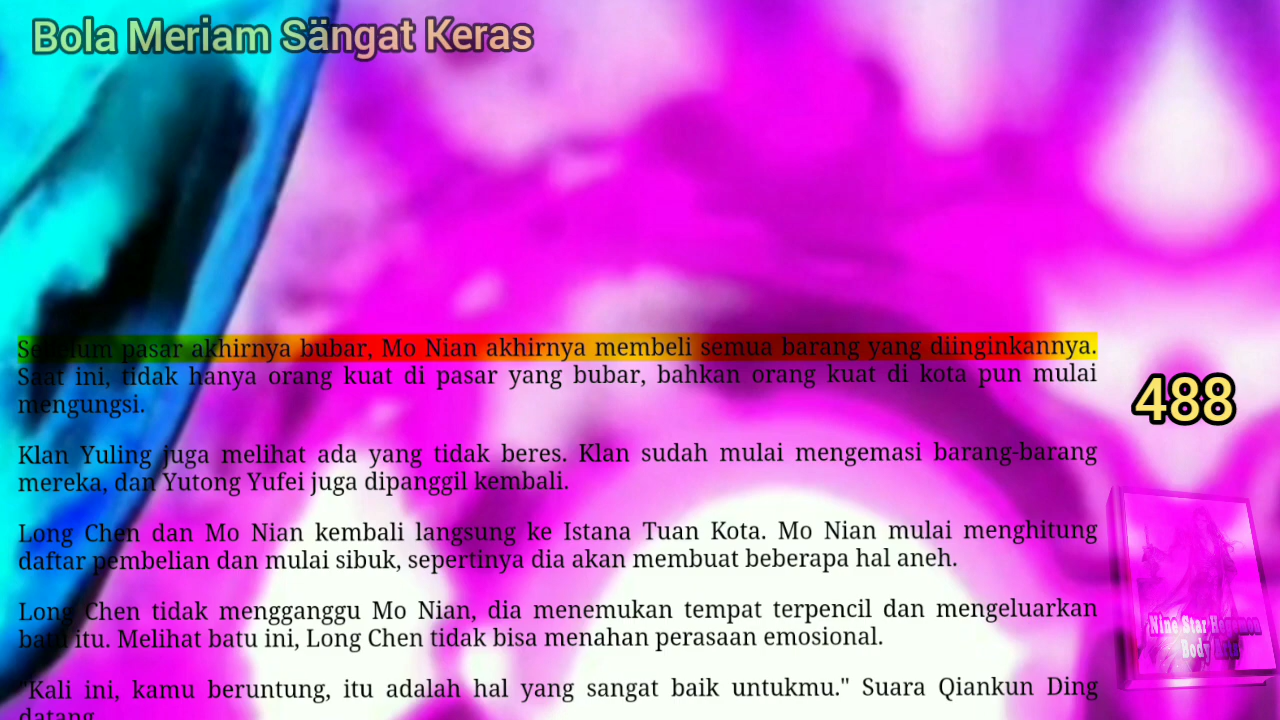 Bola Meriam Sängat Keras
Sebelum pasar akhirnya bubar, Mo Nian akhirnya membeli semua barang yang diinginkannya.
Saat ini, tidak hanya orang kuat di pasar yang bubar, bahkan orang kuat di kota pun mulai
mengungsi.
Klan Yuling juga melihat ada yang tidak beres. Klan sudah mulai mengemasi barang-barang
mereka, dan Yutong Yufei juga dipanggil kembali.
488
Long Chen dan Mo Nian kembali langsung ke Istana Tuan Kota. Mo Nian mulai menghitung
daftar pembelian dan mulai sibuk, sepertinya dia akan membuat beberapa hal aneh.
Long Chen tidak mengganggu Mo Nian, dia menemukan tempat terpencil dan mengeluarkan
batu itu. Melihat batu ini, Long Chen tidak bisa menahan perasaan emosional.
Nine Star Hegemon
Body Arts
"Kali ini, kamu beruntung, itu adalah hal yang sangat baik untukmu." Suara Qiankun Ding
datang.